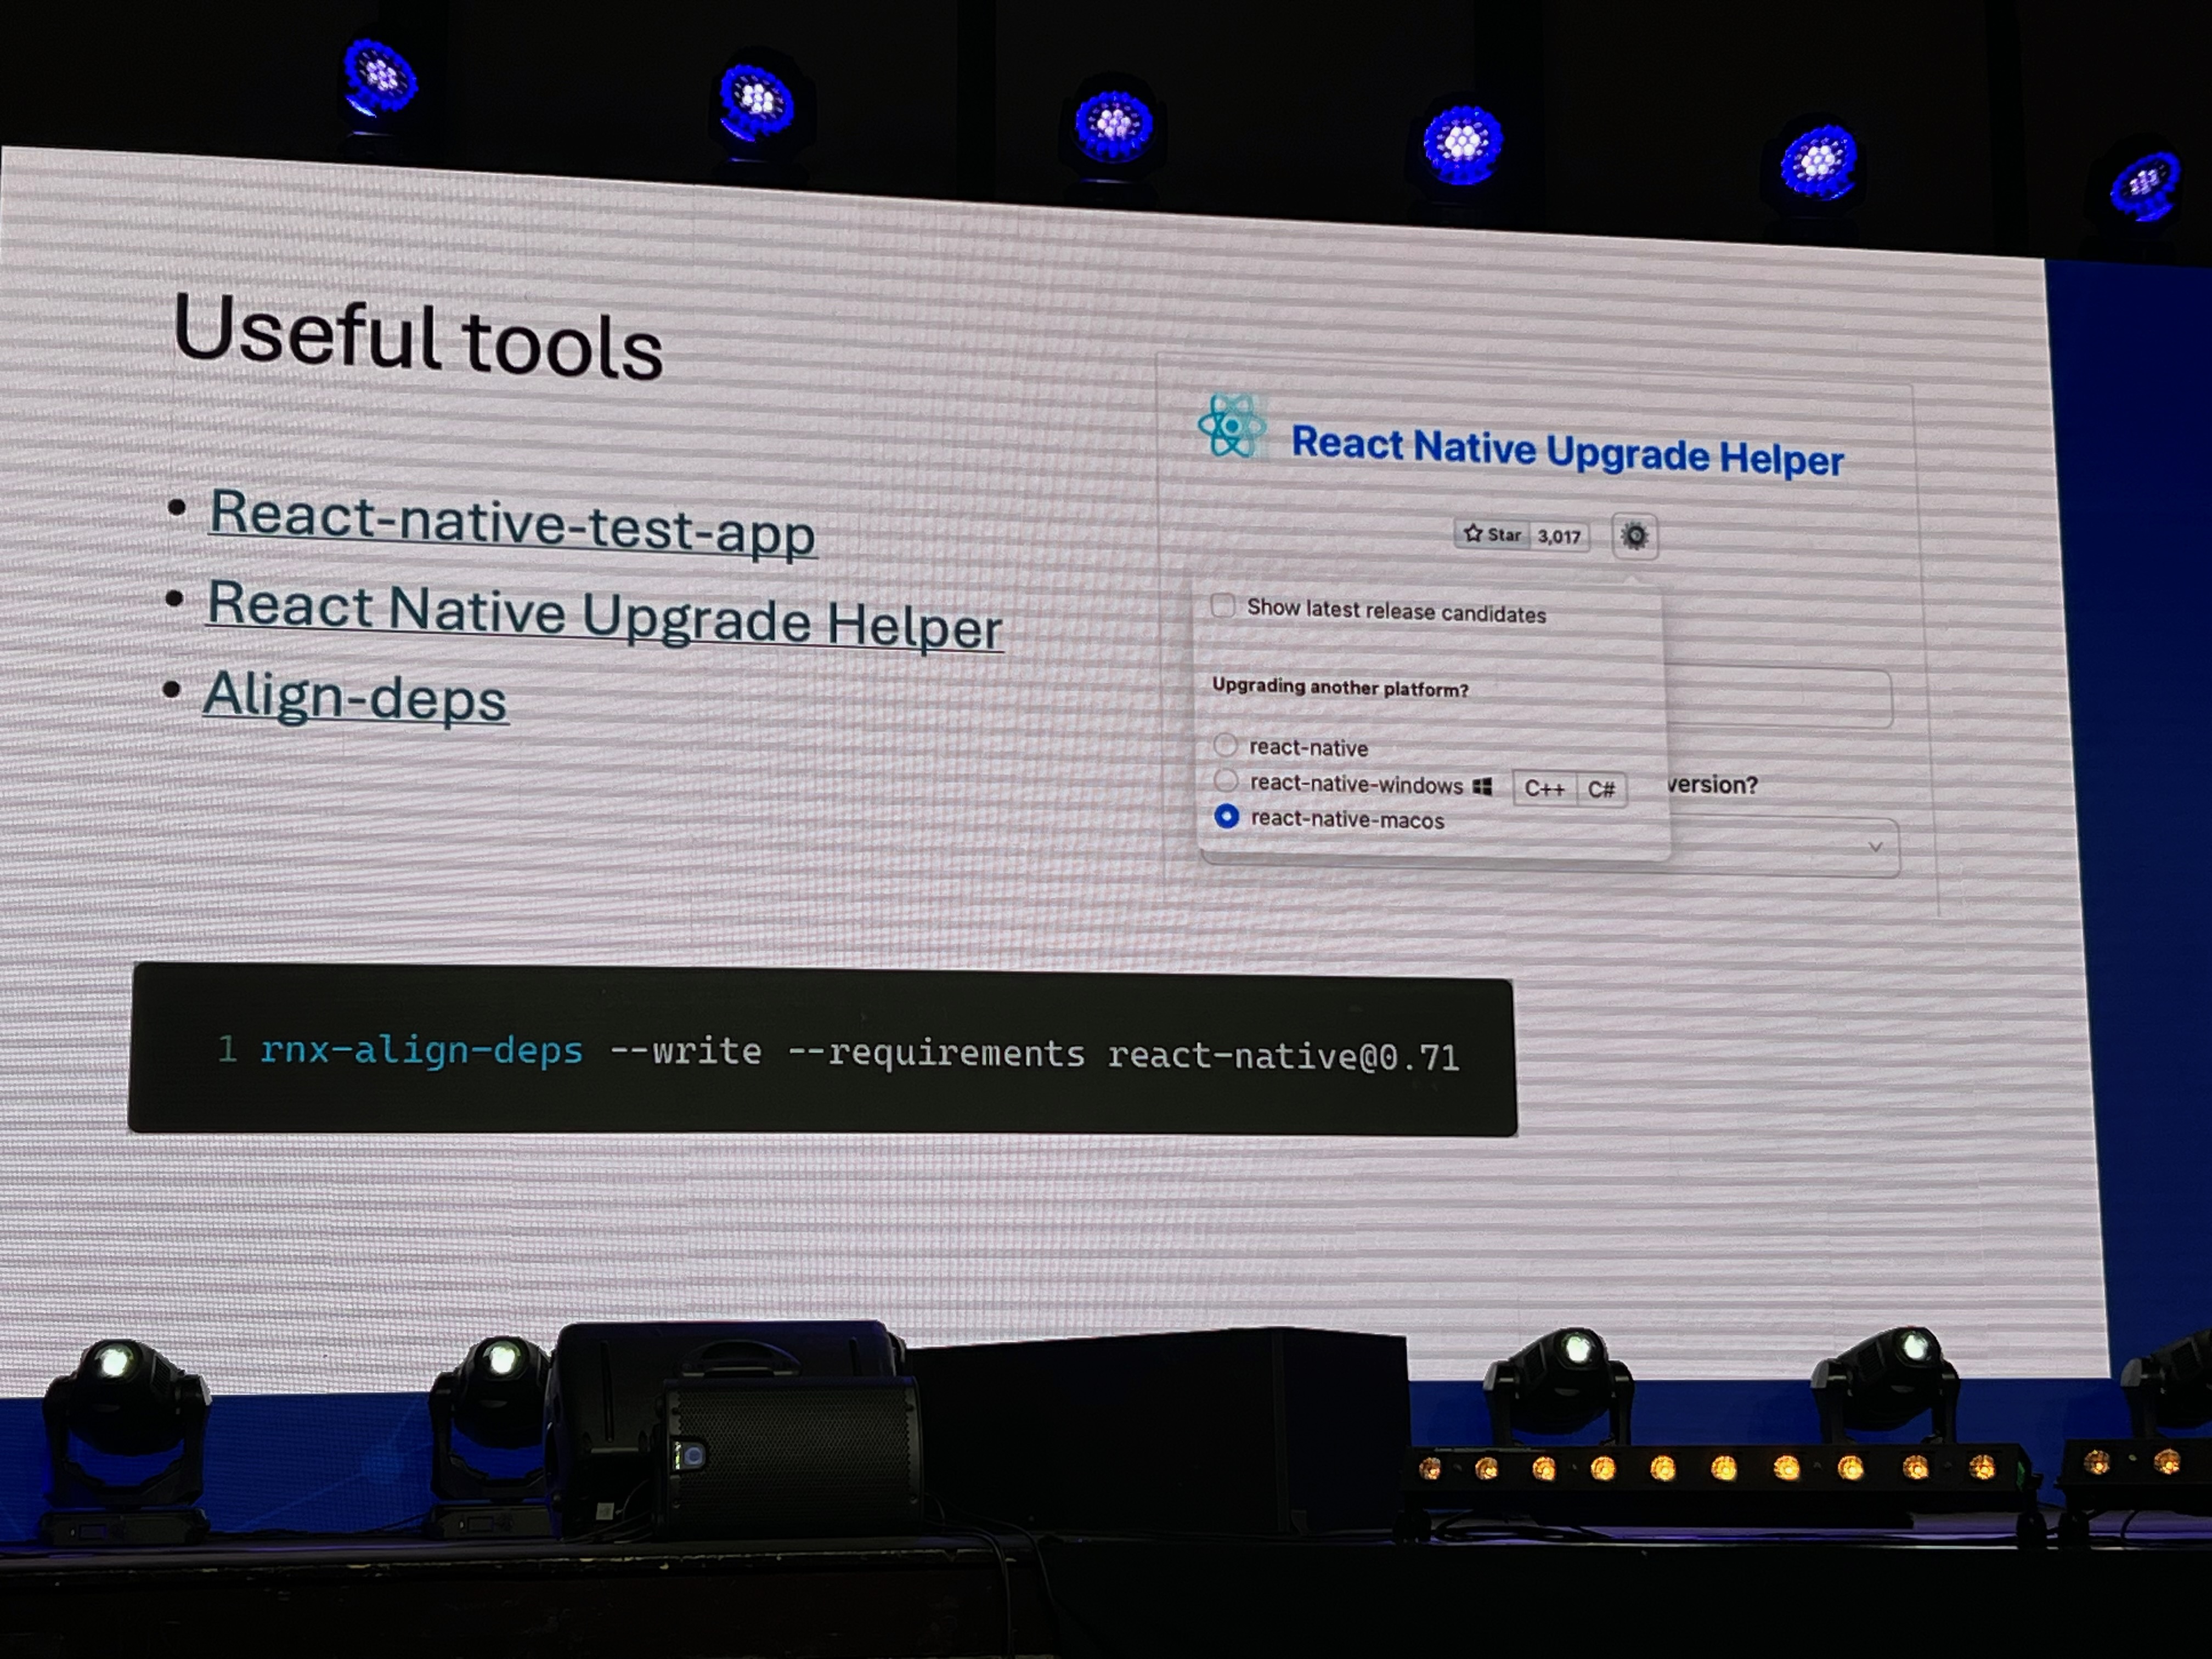 Useful tools
• React-native-test-app
• React Native Upgrade Helper
• Align-deps
React Native Upgrade Helper
Star 3,017
Show latest release candidates
Upgrading another platform?
react-native
react-native-windows C++ C#
version?
react-native-macos
1 rnx-align-deps --write --requirements react-native@0.71